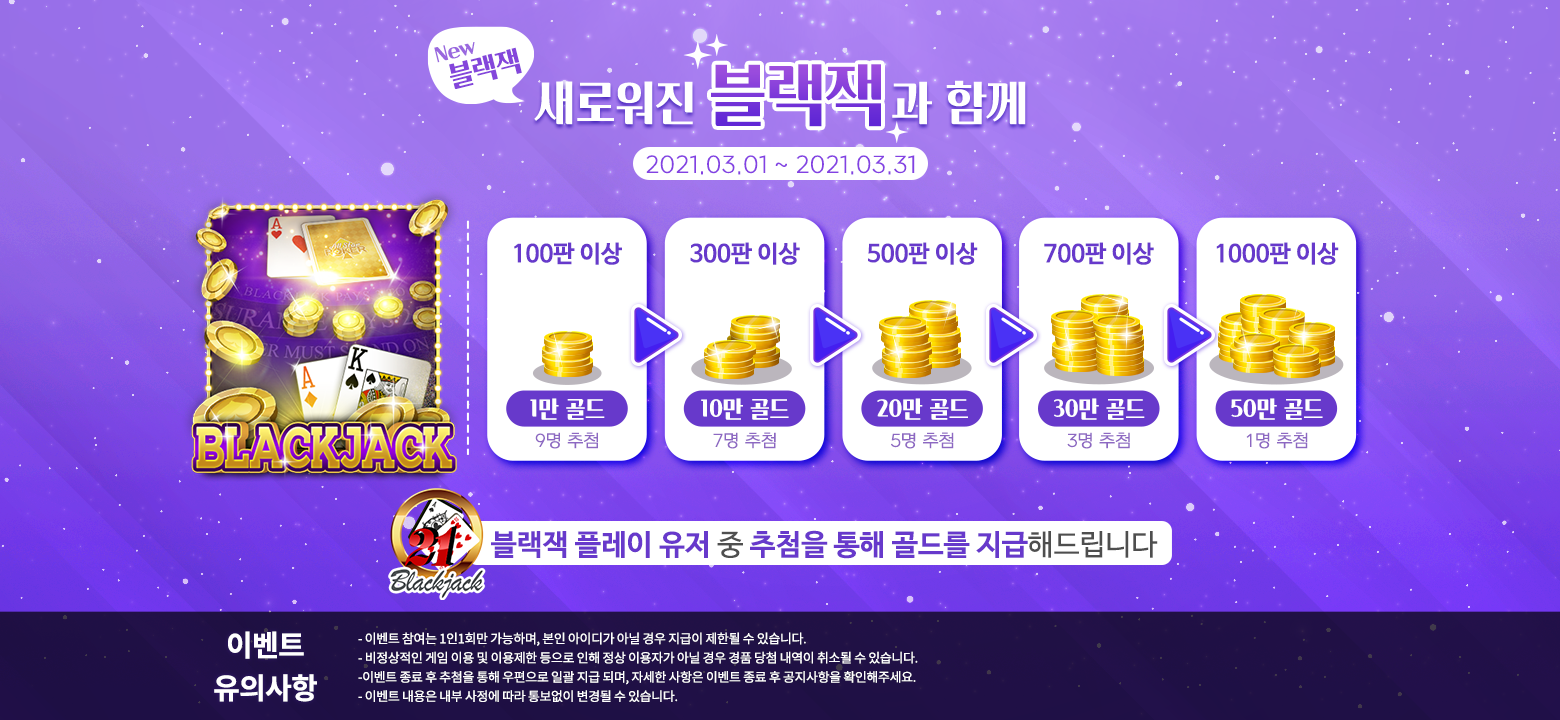 New
블랙잭
새로워진 블랙잭과 함께
2021.03.01 ~ 2021.03.31
100판 이상
1만 골드
9명 추첨
300판 이상
10만 골드
7명 추첨
500판 이상
20만 골드
5명 추첨
700판 이상
30만 골드
3명 추첨
1000판 이상
50만 골드
1명 추첨
A
A
K
BLACKJACK
21
Blackjack
블랙잭 플레이 유저 중 추첨을 통해 골드를 지급해드립니다
이벤트
유의사항
- 이벤트 참여는 1인1회만 가능하며, 본인 아이디가 아닐 경우 지급이 제한될 수 있습니다.
- 비정상적인 게임 이용 및 이용제한 등으로 인해 정상 이용자가 아닐 경우 경품 당첨 내역이 취소될 수 있습니다.
-이벤트 종료 후 추첨을 통해 우편으로 일괄 지급 되며, 자세한 사항은 이벤트 종료 후 공지사항을 확인해주세요.
- 이벤트 내용은 내부 사정에 따라 통보없이 변경될 수 있습니다.